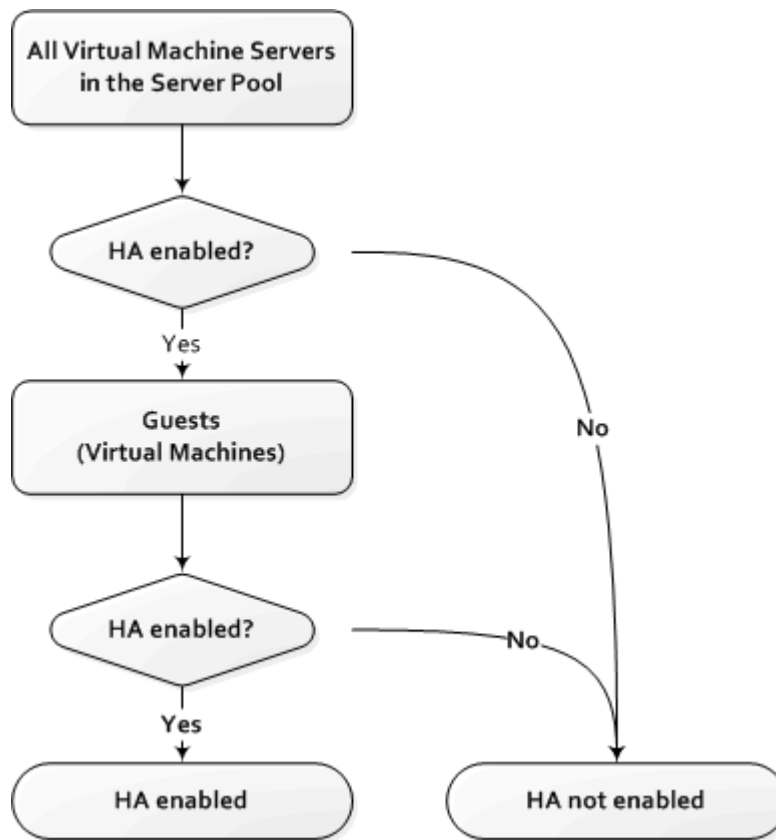 All Virtual Machine Servers
in the Server Pool
HA enabled?
Yes
No
Guests
(Virtual Machines)
HA enabled?
No
Yes
HA enabled
HA not enabled